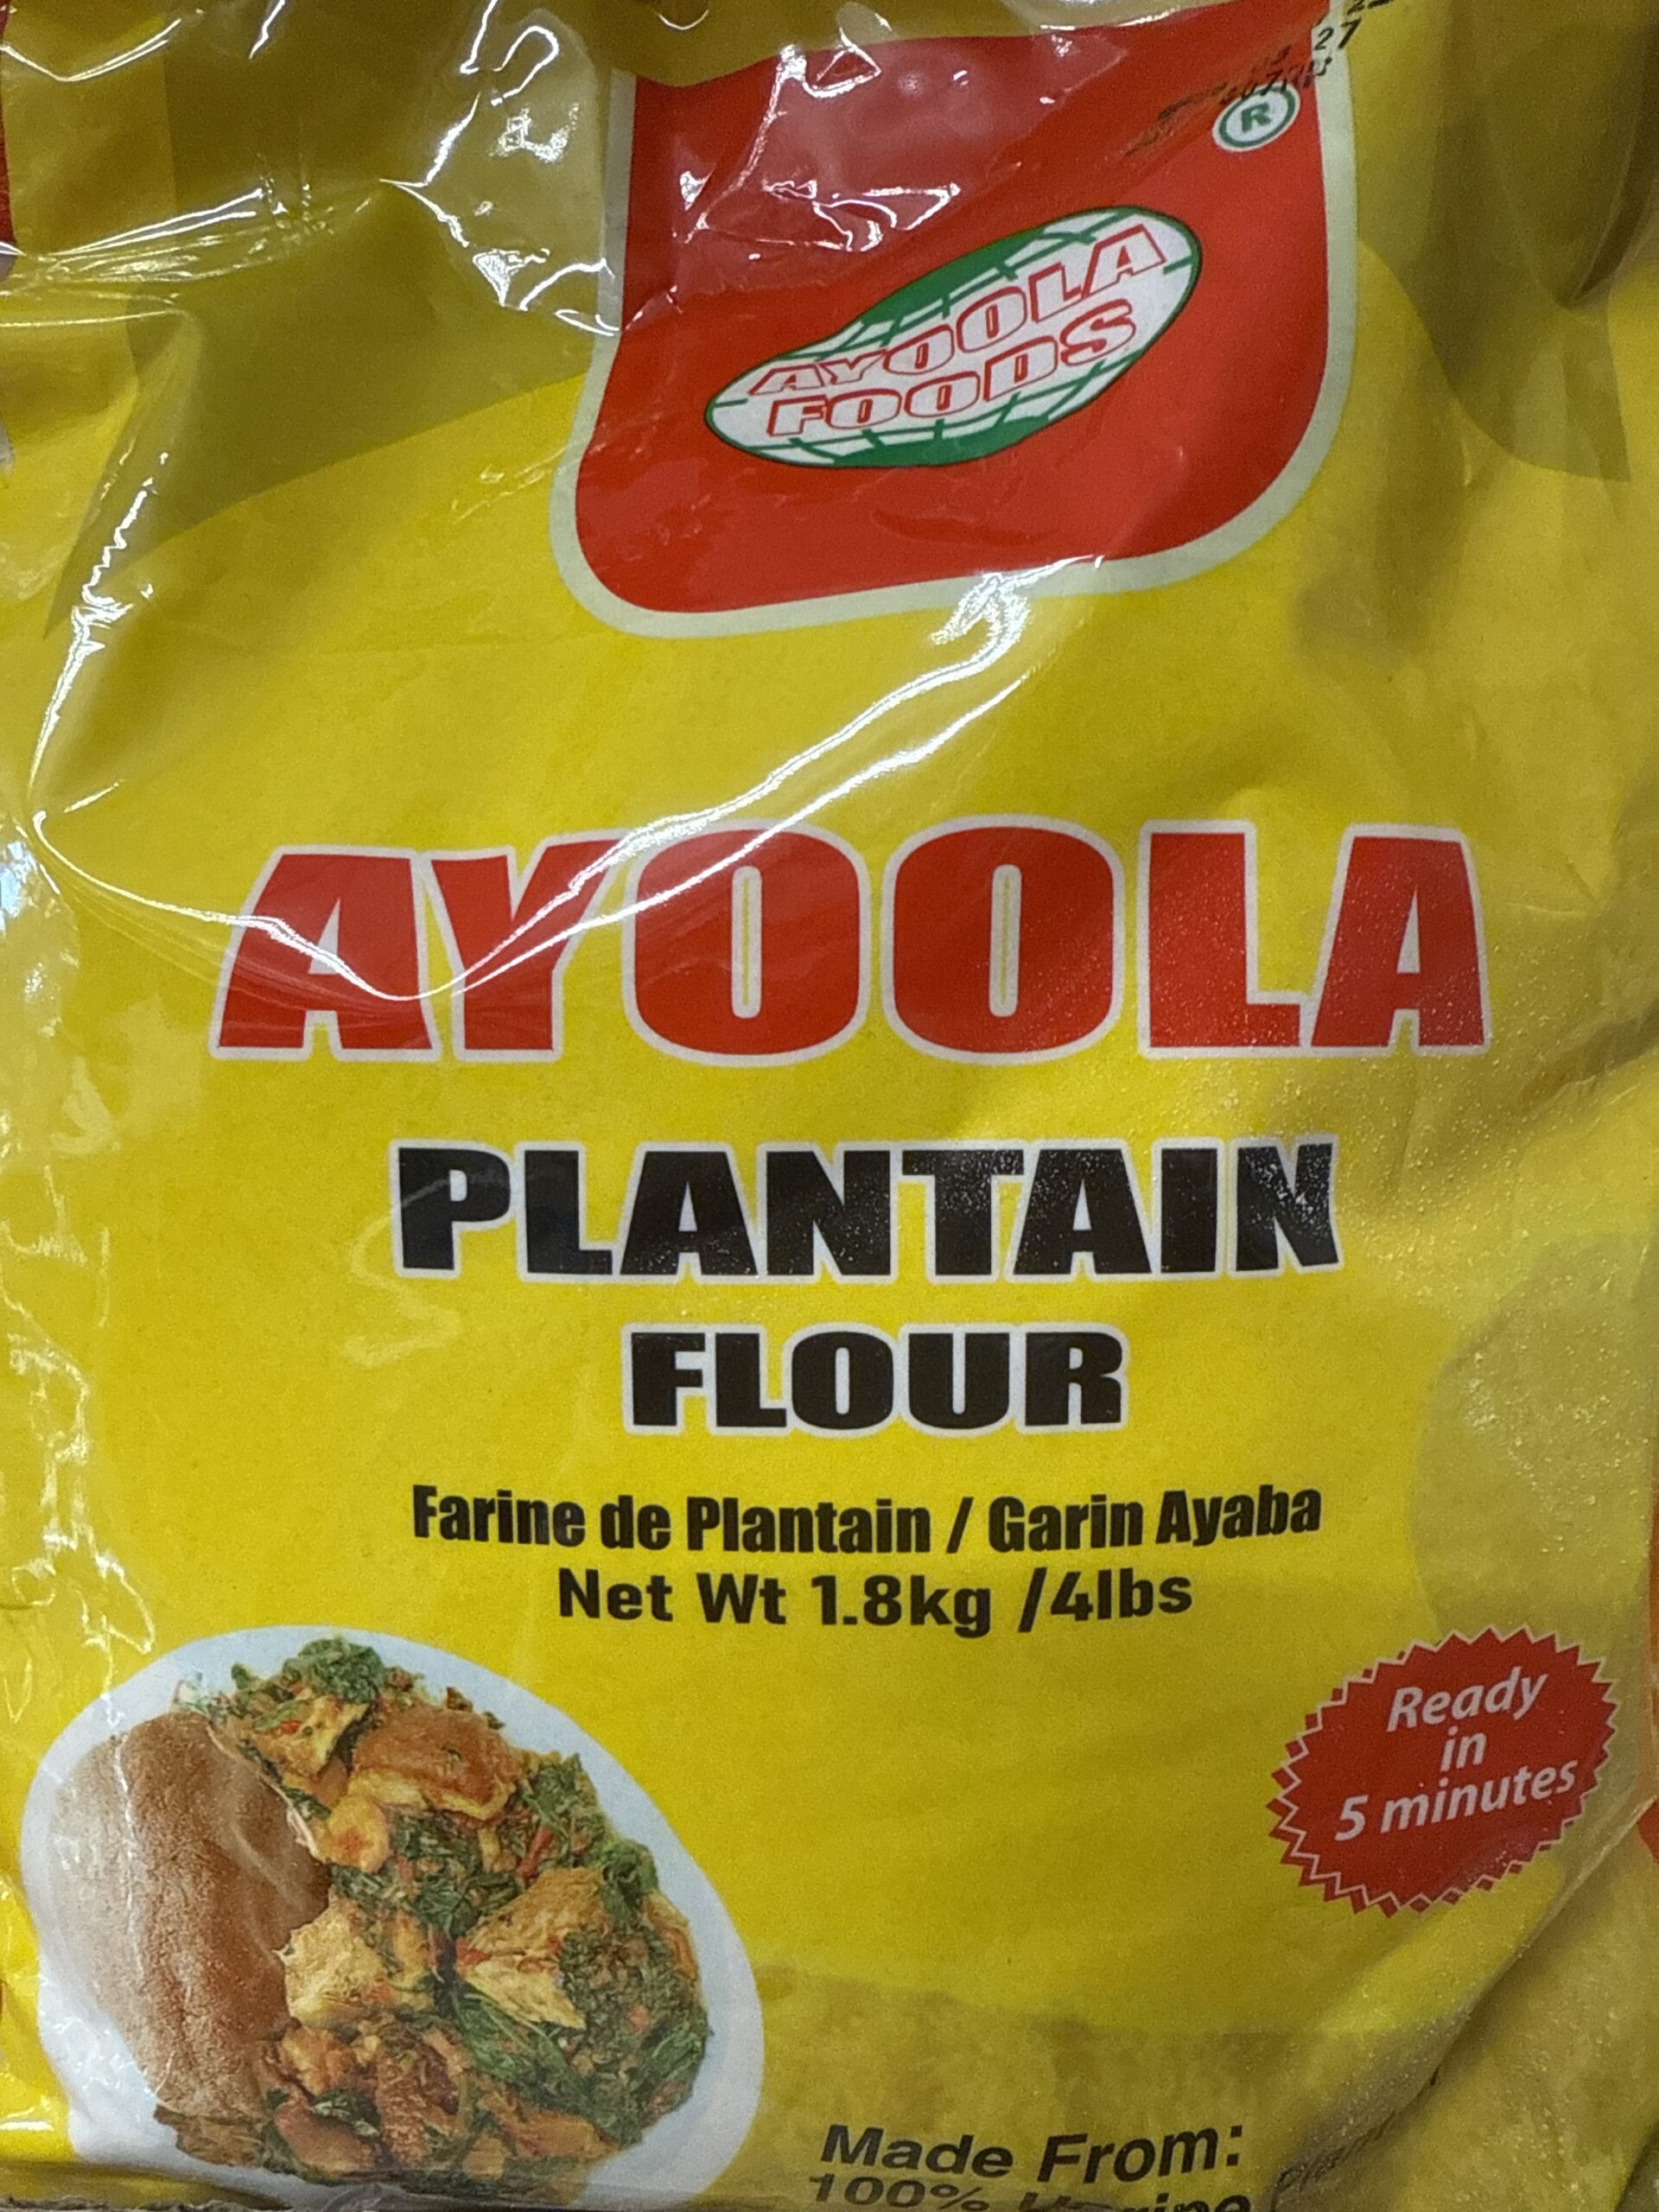 R
AYOOLA
FOODS
AYOOLA
PLANTAIN
FLOUR
Farine de Plantain / Garin Ayaba
Net Wt 1.8kg /4lbs
Ready
in
5 minutes
Made From:
100%